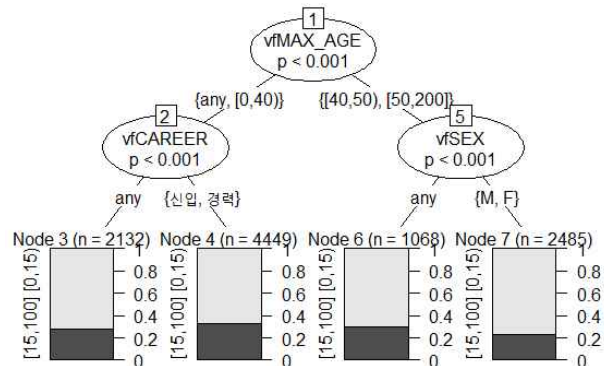 1
vfMAX_AGE
p < 0.001
{any, [0,40)} {[40,50), [50,200]}
2 5
vfCAREER vfSEX
p < 0.001 p < 0.001
any {신입, 경력} any {M, F}
Node 3 (n = 2132) Node 4 (n = 4449) Node 6 (n = 1068) Node 7 (n = 2485)
[15,100] [0,15) 1 [15,100] [0,15) 1 [15,100] [0,15) 1 [15,100] [0,15) 1
0.8 0.8 0.8 0.8
0.6 0.6 0.6 0.6
0.4 0.4 0.4 0.4
0.2 0.2 0.2 0.2
0 0 0 0